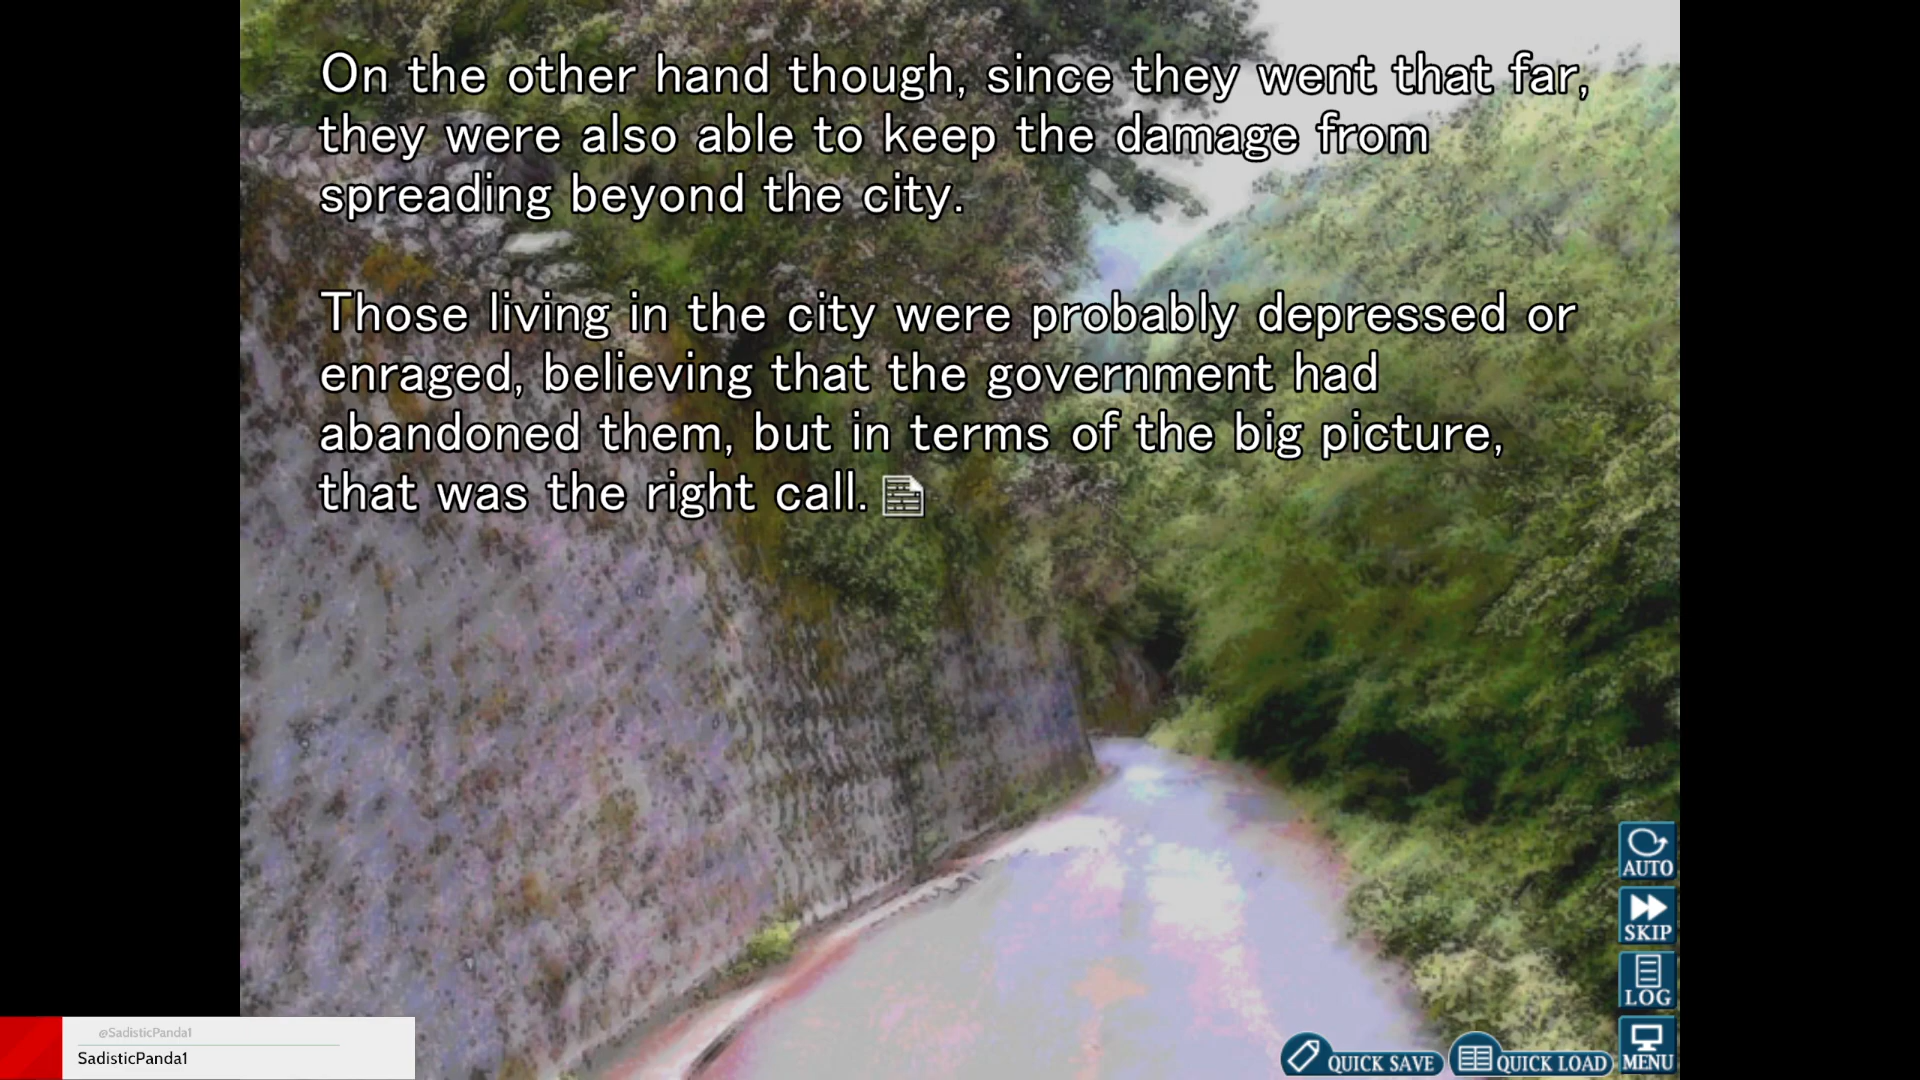 On the other hand though, since they went that far,
they were also able to keep the damage from
spreading beyond the city.
Those living in the city were probably depressed or
enraged, believing that the government had
abandoned them, but in terms of the big picture,
that was the right call.
AUTO
SKIP
LOG
MENU
QUICK SAVE
QUICK LOAD
@SadisticPanda1
SadisticPanda1